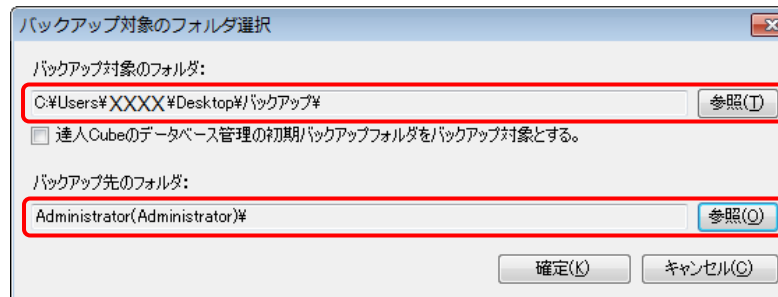 バックアップ対象のフォルダ選択
バックアップ対象のフォルダ:
C:¥Users¥XXXX¥Desktop¥バックアップ¥
参照(T)
達人Cubeのデータベース管理の初期バックアップフォルダをバックアップ対象とする。
バックアップ先のフォルダ:
Administrator(Administrator)¥
参照(O)
確定(K)
キャンセル(C)